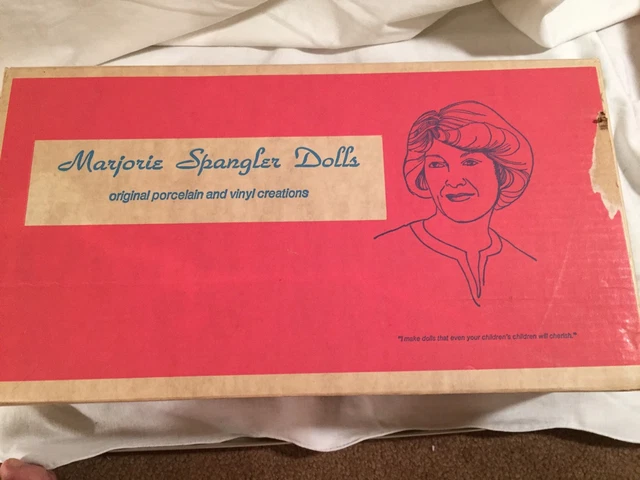 Marjorie Spangler Dolls
original porcelain and vinyl creations
"I make dolls that even your children's children will cherish."